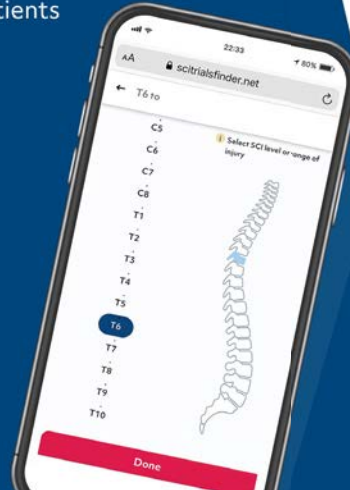 tients
22:33
80%
AA scitrialsfinder.net
T6 to
Select SCI level or range of
injury
C5
C6
C7
C8
T1
T2
T3
T4
T5
T6
T7
T8
T9
T10
Done